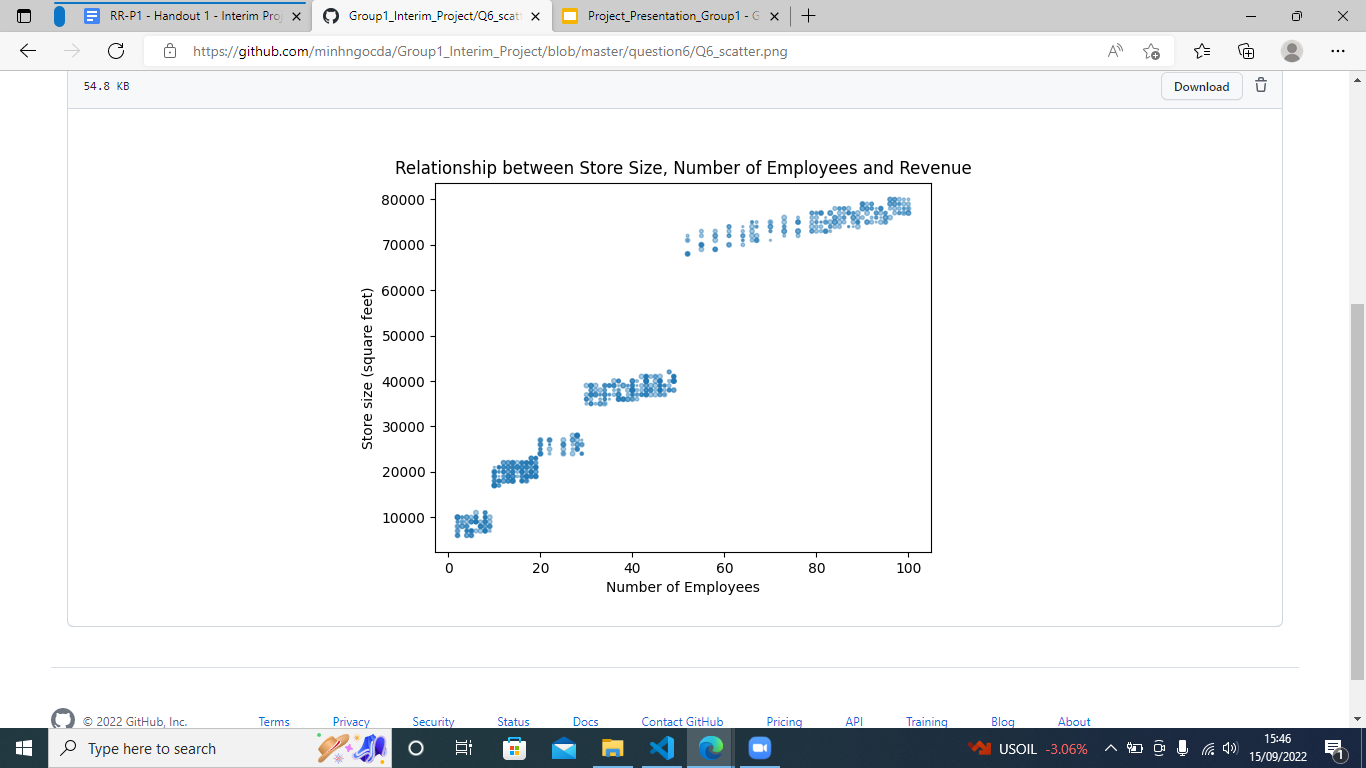 RR-P1 - Handout 1 - Interim Proj
Group1_Interim_Project/Q6_scatt
Project_Presentation_Group1 - G
https://github.com/minhngocda/Group1_Interim_Project/blob/master/question6/Q6_scatter.png
54.8 KB
Download
Relationship between Store Size, Number of Employees and Revenue
Store size (square feet)
80000
70000
60000
50000
40000
30000
20000
10000
0 20 40 60 80 100
Number of Employees
© 2022 GitHub, Inc. Terms Privacy Security Status Docs Contact GitHub Pricing API Training Blog About
Type here to search
USOIL -3.06%
15:46
15/09/2022
1